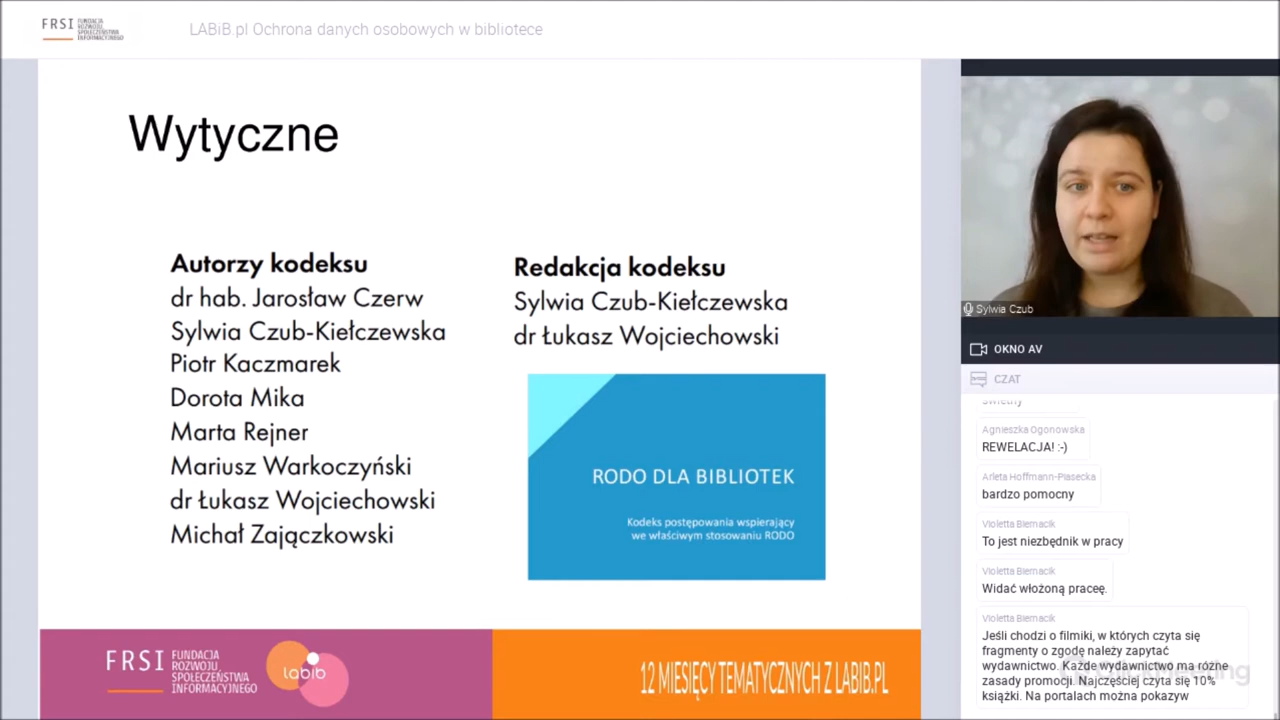 FRSI FUNDACJA
ROZWOJU
SPOŁECZEŃSTWA
INFORMACYJNEGO
LABiB.pl Ochrona danych osobowych w bibliotece
Wytyczne
Autorzy kodeksu
dr hab. Jarosław Czerw
Sylwia Czub-Kiełczewska
Piotr Kaczmarek
Dorota Mika
Marta Rejner
Mariusz Warkoczyński
dr Łukasz Wojciechowski
Michał Zajączkowski
Redakcja kodeksu
Sylwia Czub-Kiełczewska
dr Łukasz Wojciechowski
RODO DLA BIBLIOTEK
Kodeks postępowania wspierający
we właściwym stosowaniu RODO
FRSI FUNDACJA
ROZWOJU
SPOŁECZEŃSTWA
INFORMACYJNEGO
labib
12 MIESIĘCY TEMATYCZNYCH Z LABIB.PL
Sylwia Czub
OKNO AV
CZAT
świetny
Agnieszka Ogonowska
REWELACJA! :-)
Arleta Hoffmann-Piasecka
bardzo pomocny
Violetta Biernacik
To jest niezbędnik w pracy
Violetta Biernacik
Widać włożoną praceę.
Violetta Biernacik
Jeśli chodzi o filmiki, w których czyta się
fragmenty o zgodę należy zapytać
wydawnictwo. Każde wydawnictwo ma różne
zasady promocji. Najczęściej czyta się 10%
książki. Na portalach można pokazyw